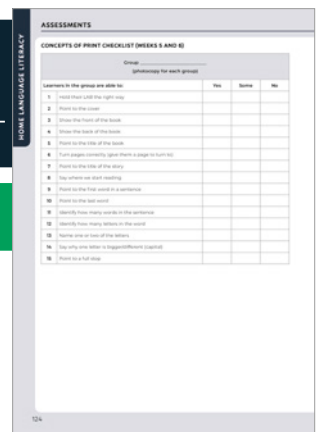 ASSESSMENTS
HOME LANGUAGE LITERACY
CONCEPTS OF PRINT CHECKLIST (WEEKS 5 AND 6)
Group
(photocopy for each group)
Learners in the group are able to: Yes Some No
1 Hold their LAB the right way
2 Point to the cover
3 Show the front of the book
4 Show the back of the book
5 Point to the title of the book
6 Turn pages correctly (give them a page to turn to)
7 Point to the title of the story
8 Say where we start reading
9 Point to the first word in a sentence
10 Point to the last word
11 Identify how many words in the sentence
12 Identify how many letters in the word
13 Name one or two of the letters
14 Say why one letter is bigger/different (capital)
15 Point to a full stop
124